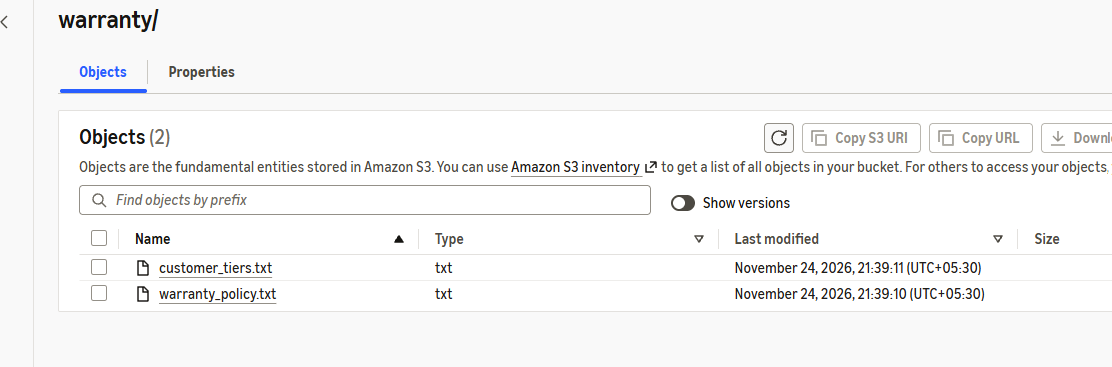 warranty/
Objects
Properties
Objects (2)
Copy S3 URI
Copy URL
Objects are the fundamental entities stored in Amazon S3. You can use Amazon S3 inventory to get a list of all objects in your bucket. For others to access your objects,
Find objects by prefix
Show versions
Name Type Last modified Size
customer_tiers.txt txt November 24, 2026, 21:39:11 (UTC+05:30)
warranty_policy.txt txt November 24, 2026, 21:39:10 (UTC+05:30)